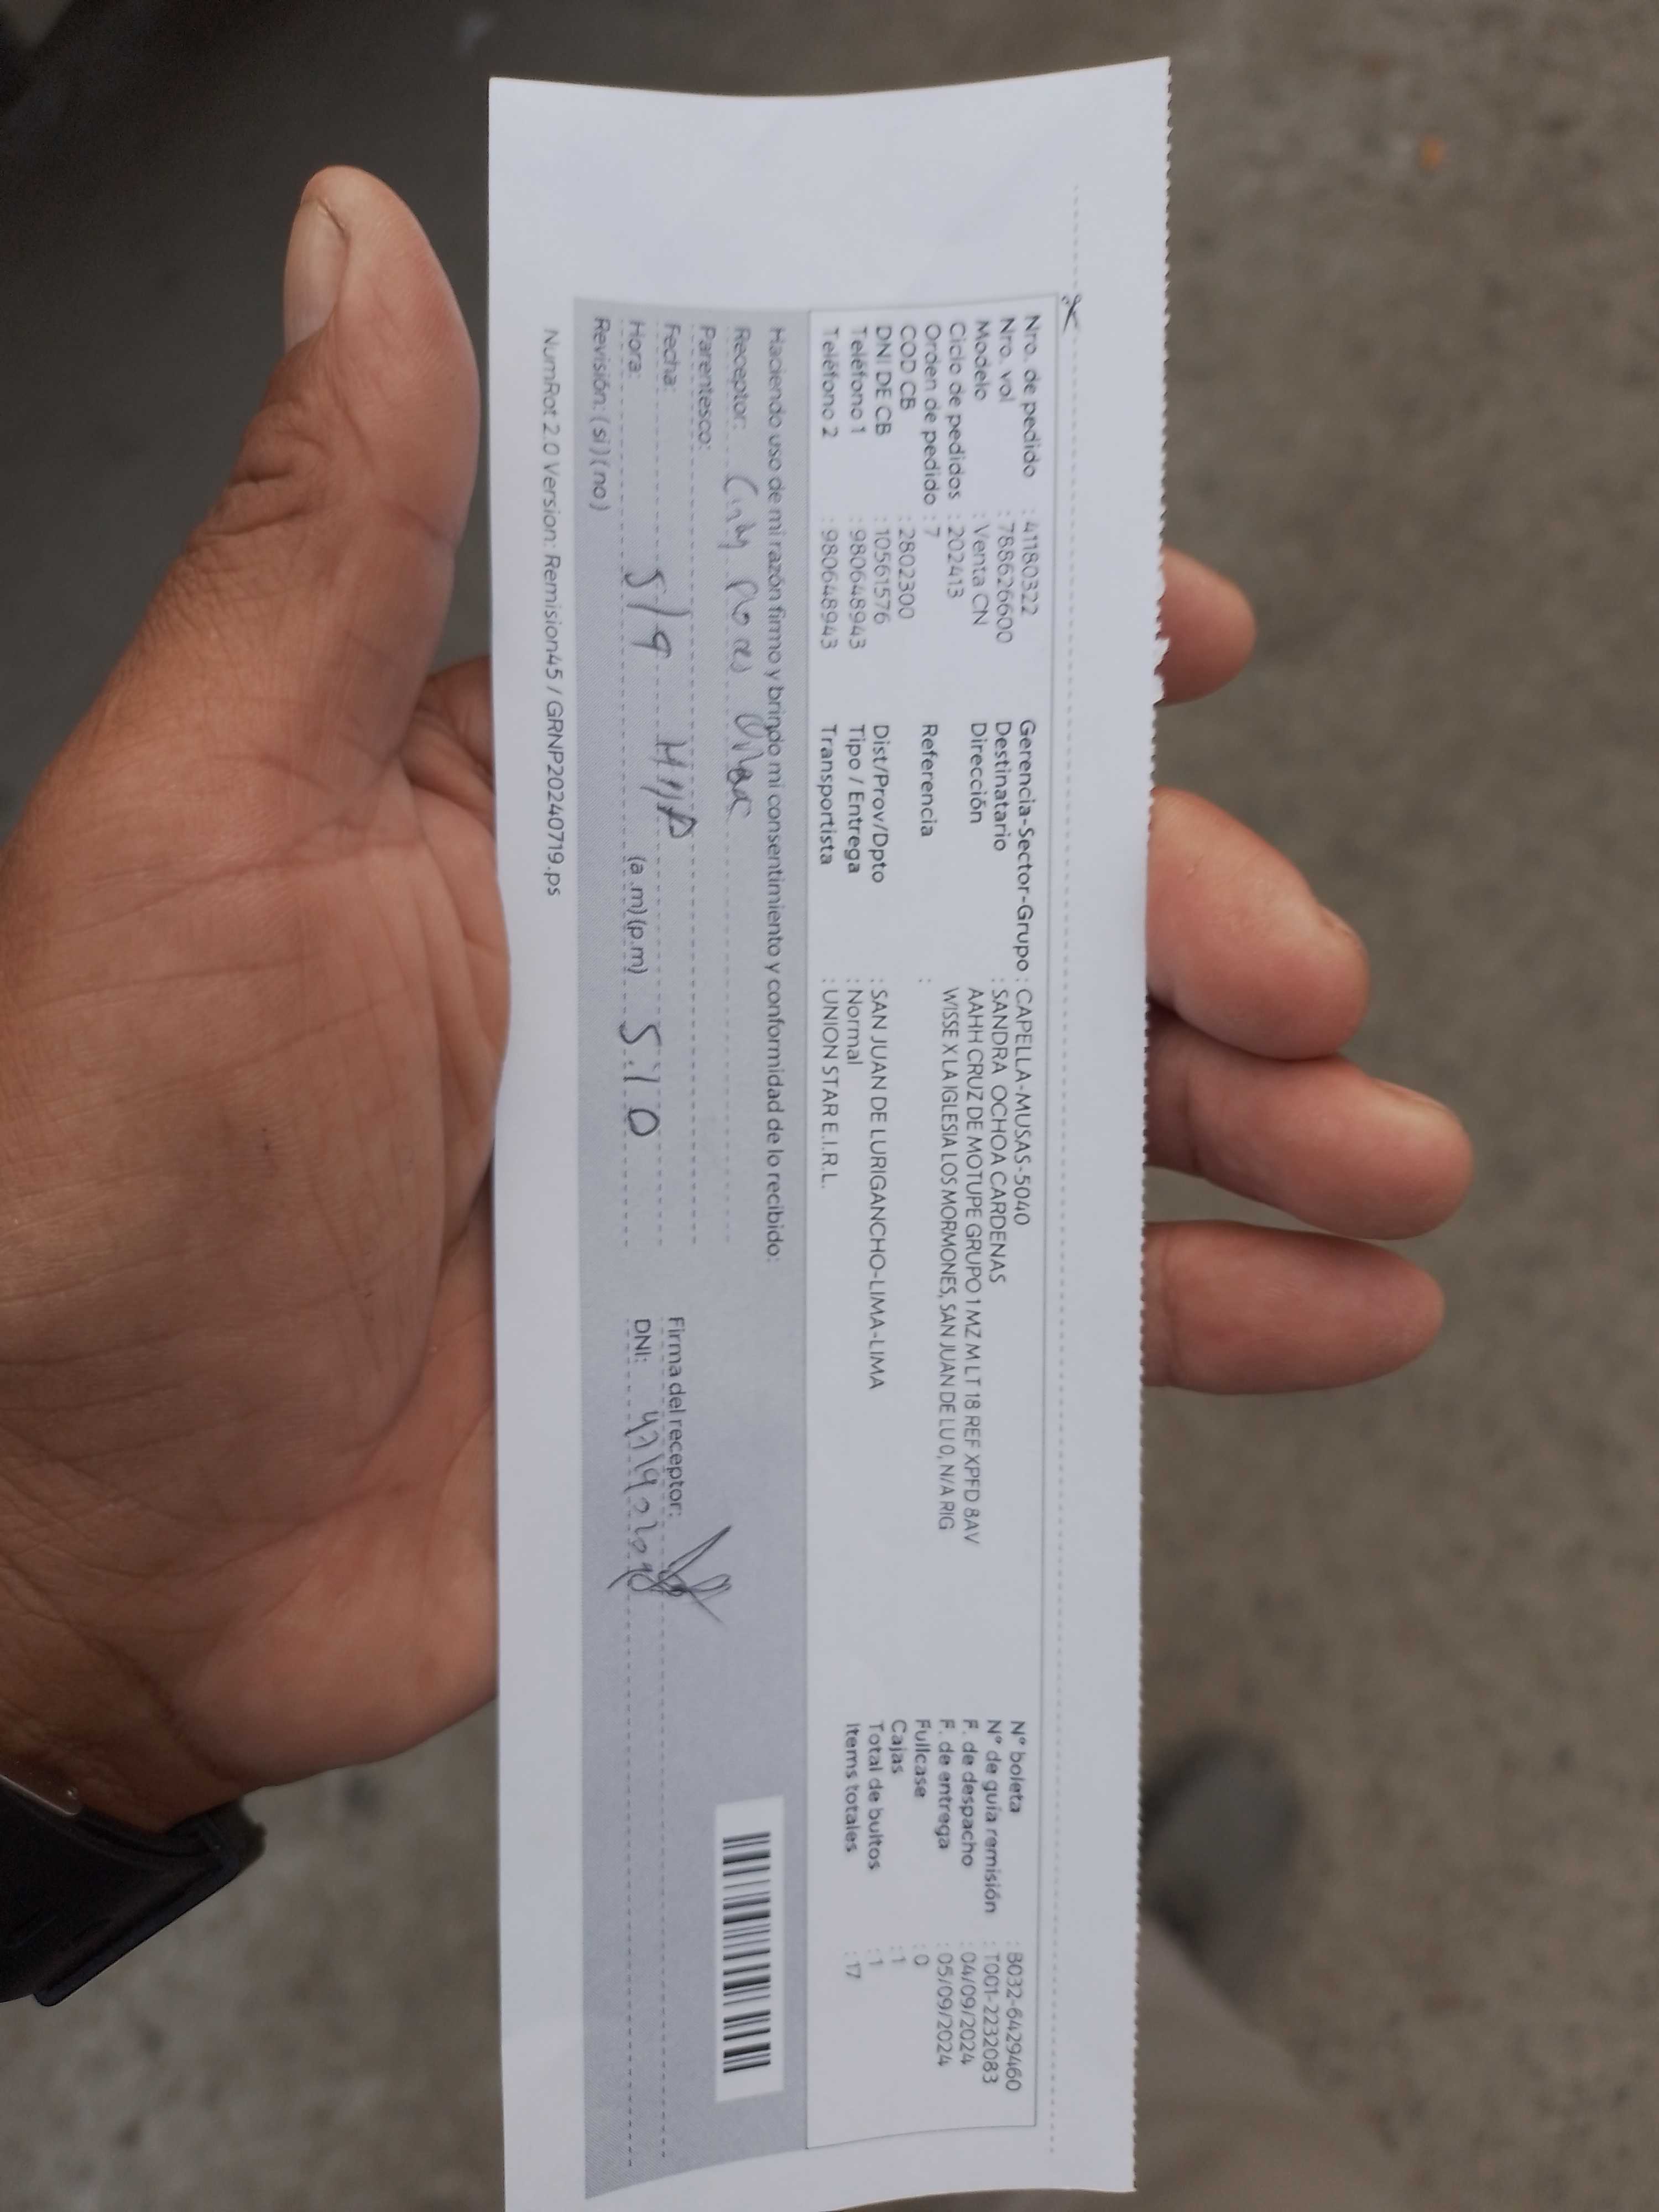 Nro. de pedido : 41180322
Nro. vol : 788626600
Modelo : Venta CN
Ciclo de pedidos : 202413
Orden de pedido : 7
COD CB : 2802300
DNI DE CB : 10561576
Teléfono 1 : 980648943
Teléfono 2 : 980648943
Gerencia-Sector-Grupo : CAPELLA-MUSAS-5040
Destinatario : SANDRA OCHOA CARDENAS
Dirección AAHH CRUZ DE MOTUPE GRUPO 1 MZ M LT 18 REF XPFD 8AV
WISSE X LA IGLESIA LOS MORMONES, SAN JUAN DE LU 0, N/A RIG
Referencia :
Dist/Prov/Dpto : SAN JUAN DE LURIGANCHO-LIMA-LIMA
Tipo / Entrega : Normal
Transportista : UNION STAR E.I.R.L.
N° boleta : B032-6429460
N° de guía remisión : T001-2232083
F. de despacho : 04/09/2024
F. de entrega : 05/09/2024
Fullcase : 0
Cajas : 1
Total de bultos : 1
Items totales : 17
Haciendo uso de mi razón firmo y brindo mi consentimiento y conformidad de lo recibido:
Receptor:
Parentesco:
Fecha: 5/9
Hora: (a.m)(p.m) 5:10
Revisión: (si)(no)
Firma del receptor:
DNI:
NumRot 2.0 Version: Remision45 / GRNP20240719.ps